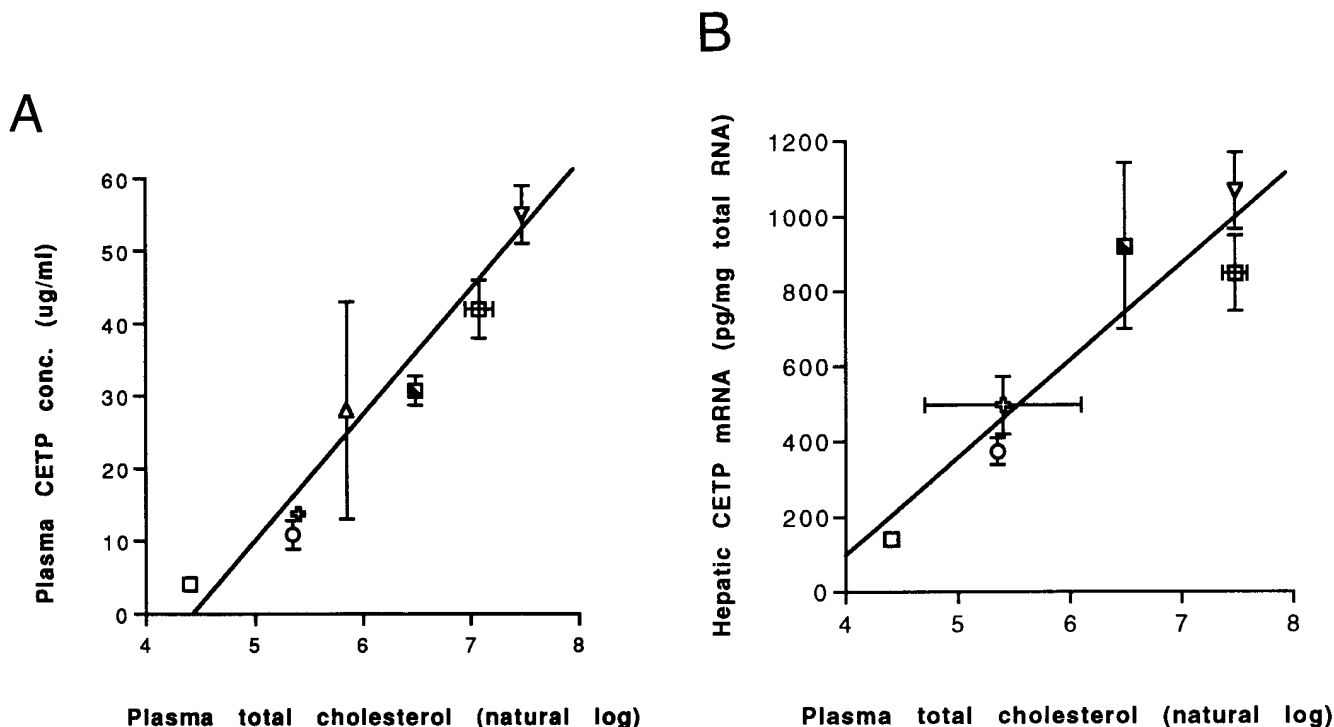 A
Plasma CETP conc. (ug/ml)
60
50
40
30
20
10
0
4 5 6 7 8
Plasma total cholesterol (natural log)
B
Hepatic CETP mRNA (pg/mg total RNA)
1200
1000
800
600
400
200
0
4 5 6 7 8
Plasma total cholesterol (natural log)